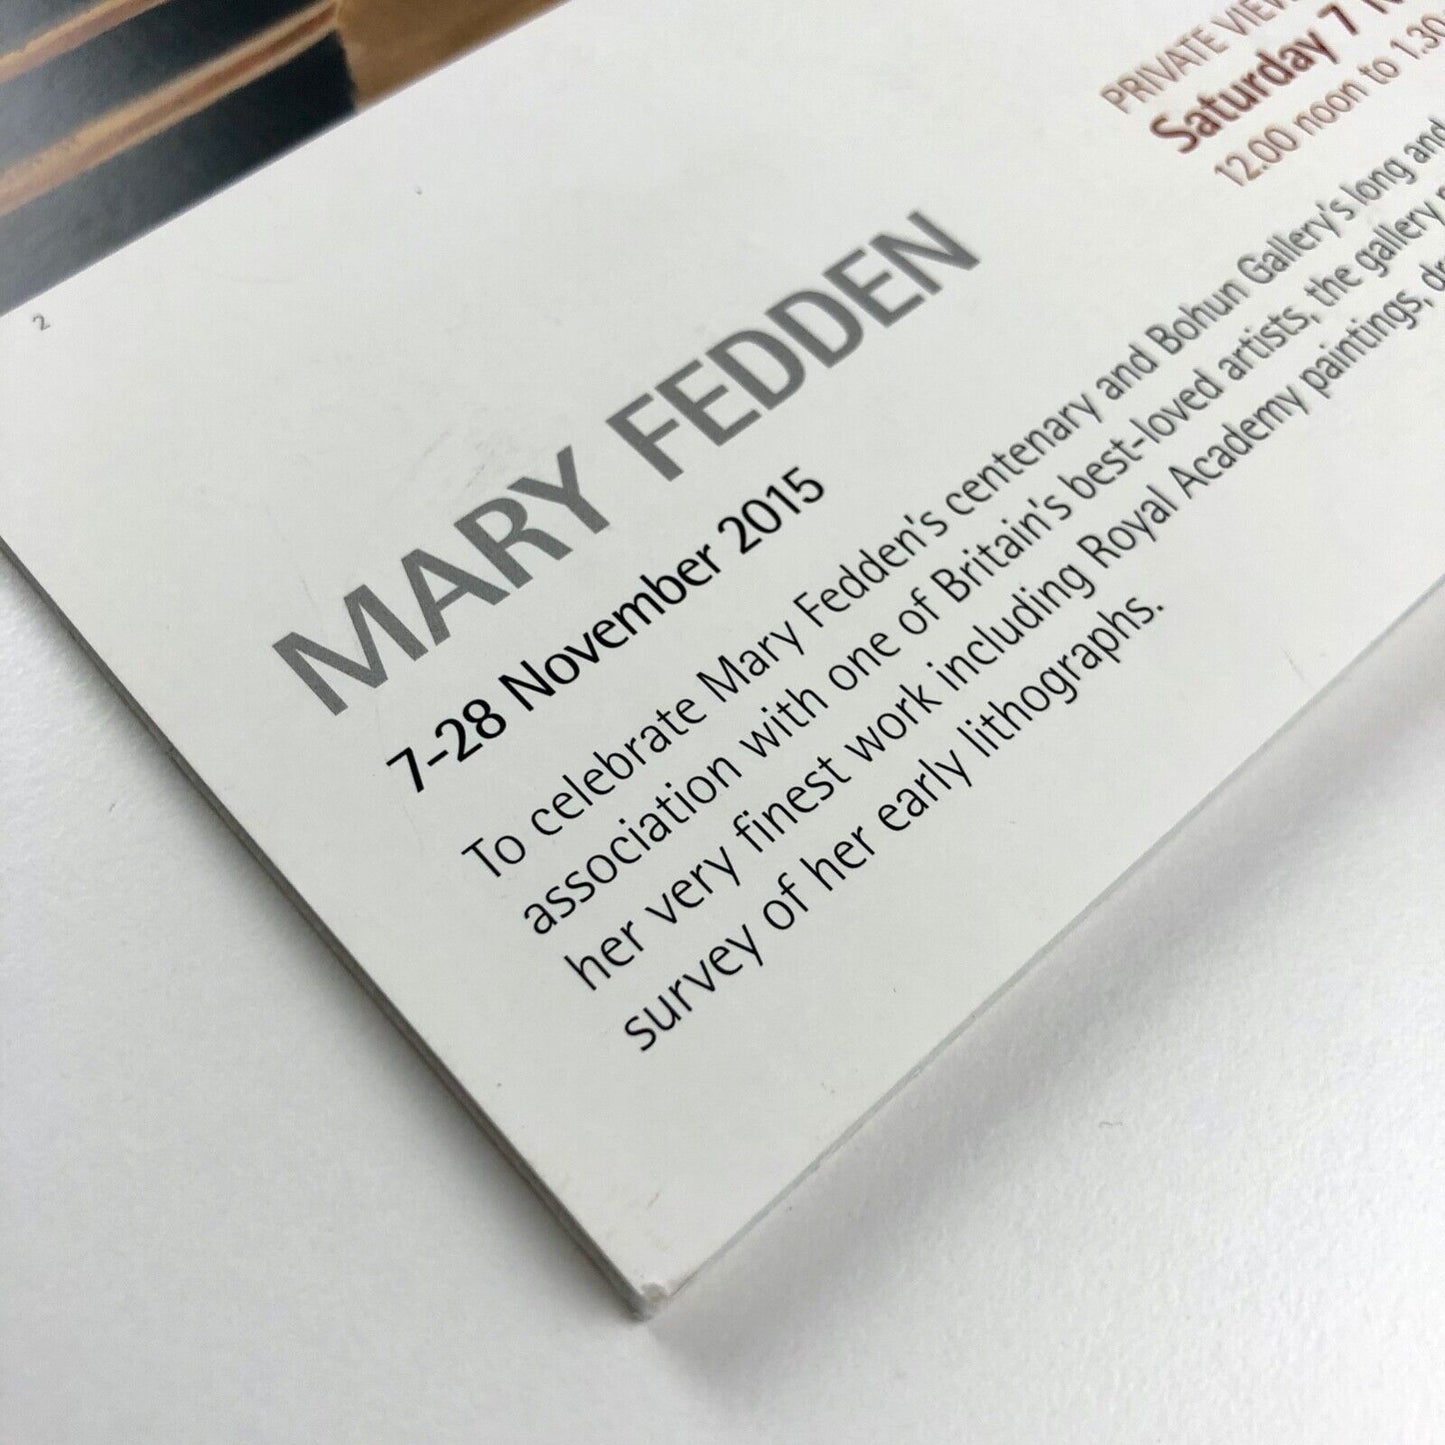 2
PRIVATE VIEW
Saturday 7
12.00 noon to 1.30
MARY FEDDEN
7-28 November 2015
To celebrate Mary Fedden's centenary and Bohun Gallery's long and
association with one of Britain's best-loved artists, the gallery
her very finest work including Royal Academy paintings,
survey of her early lithographs.